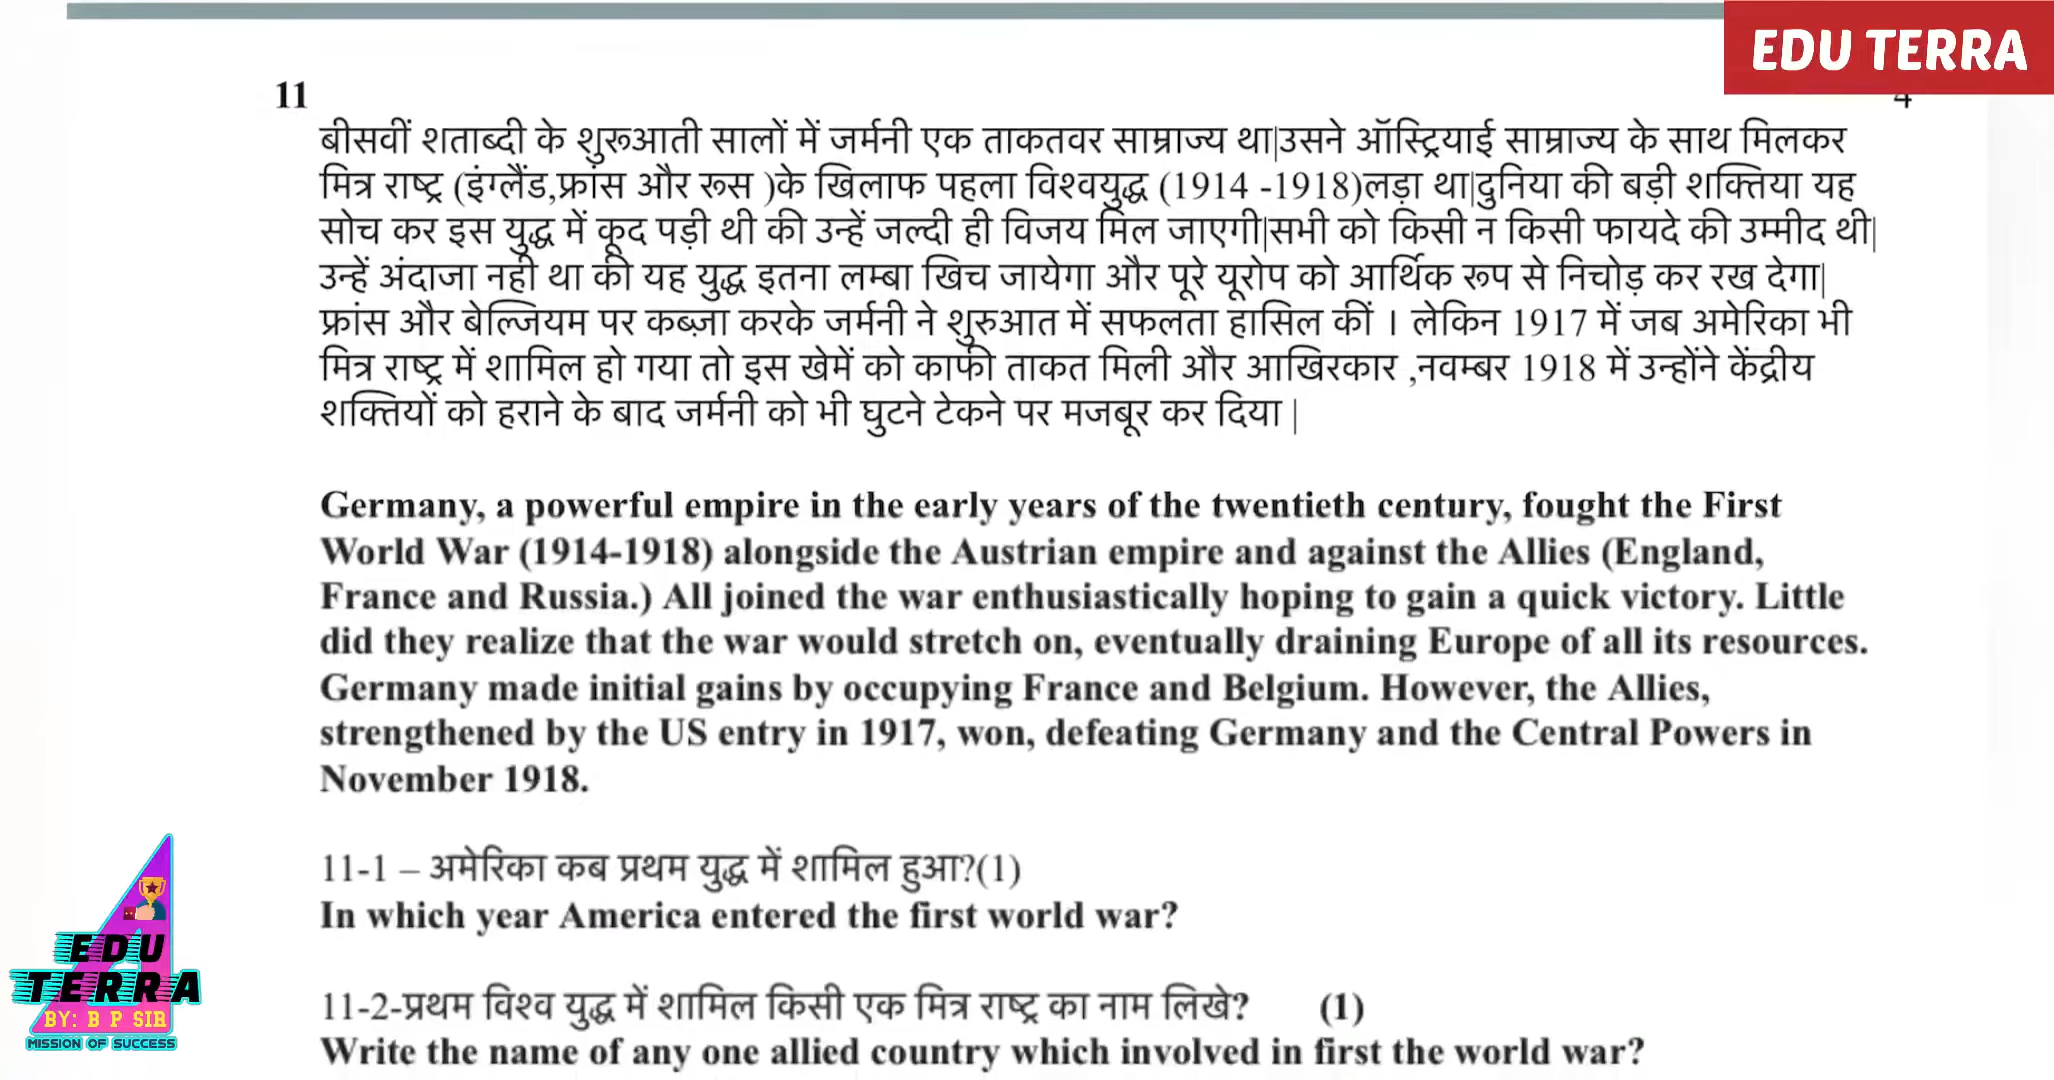 EDU TERRA
11
4
बीसवीं शताब्दी के शुरूआती सालों में जर्मनी एक ताकतवर साम्राज्य था|उसने ऑस्ट्रियाई साम्राज्य के साथ मिलकर
मित्र राष्ट्र (इंग्लैंड,फ्रांस और रूस )के खिलाफ पहला विश्वयुद्ध (1914 -1918)लड़ा था|दुनिया की बड़ी शक्तिया यह
सोच कर इस युद्ध में कूद पड़ी थी की उन्हें जल्दी ही विजय मिल जाएगी|सभी को किसी न किसी फायदे की उम्मीद थी|
उन्हें अंदाजा नही था की यह युद्ध इतना लम्बा खिच जायेगा और पूरे यूरोप को आर्थिक रूप से निचोड़ कर रख देगा|
फ्रांस और बेल्जियम पर कब्ज़ा करके जर्मनी ने शुरुआत में सफलता हासिल कीं । लेकिन 1917 में जब अमेरिका भी
मित्र राष्ट्र में शामिल हो गया तो इस खेमें को काफी ताकत मिली और आखिरकार ,नवम्बर 1918 में उन्होंने केंद्रीय
शक्तियों को हराने के बाद जर्मनी को भी घुटने टेकने पर मजबूर कर दिया |
Germany, a powerful empire in the early years of the twentieth century, fought the First
World War (1914-1918) alongside the Austrian empire and against the Allies (England,
France and Russia.) All joined the war enthusiastically hoping to gain a quick victory. Little
did they realize that the war would stretch on, eventually draining Europe of all its resources.
Germany made initial gains by occupying France and Belgium. However, the Allies,
strengthened by the US entry in 1917, won, defeating Germany and the Central Powers in
November 1918.
11-1 – अमेरिका कब प्रथम युद्ध में शामिल हुआ?(1)
In which year America entered the first world war?
11-2-प्रथम विश्व युद्ध में शामिल किसी एक मित्र राष्ट्र का नाम लिखे? (1)
Write the name of any one allied country which involved in first the world war?
EDU
TERRA
BY: B P SIR
MISSION OF SUCCESS